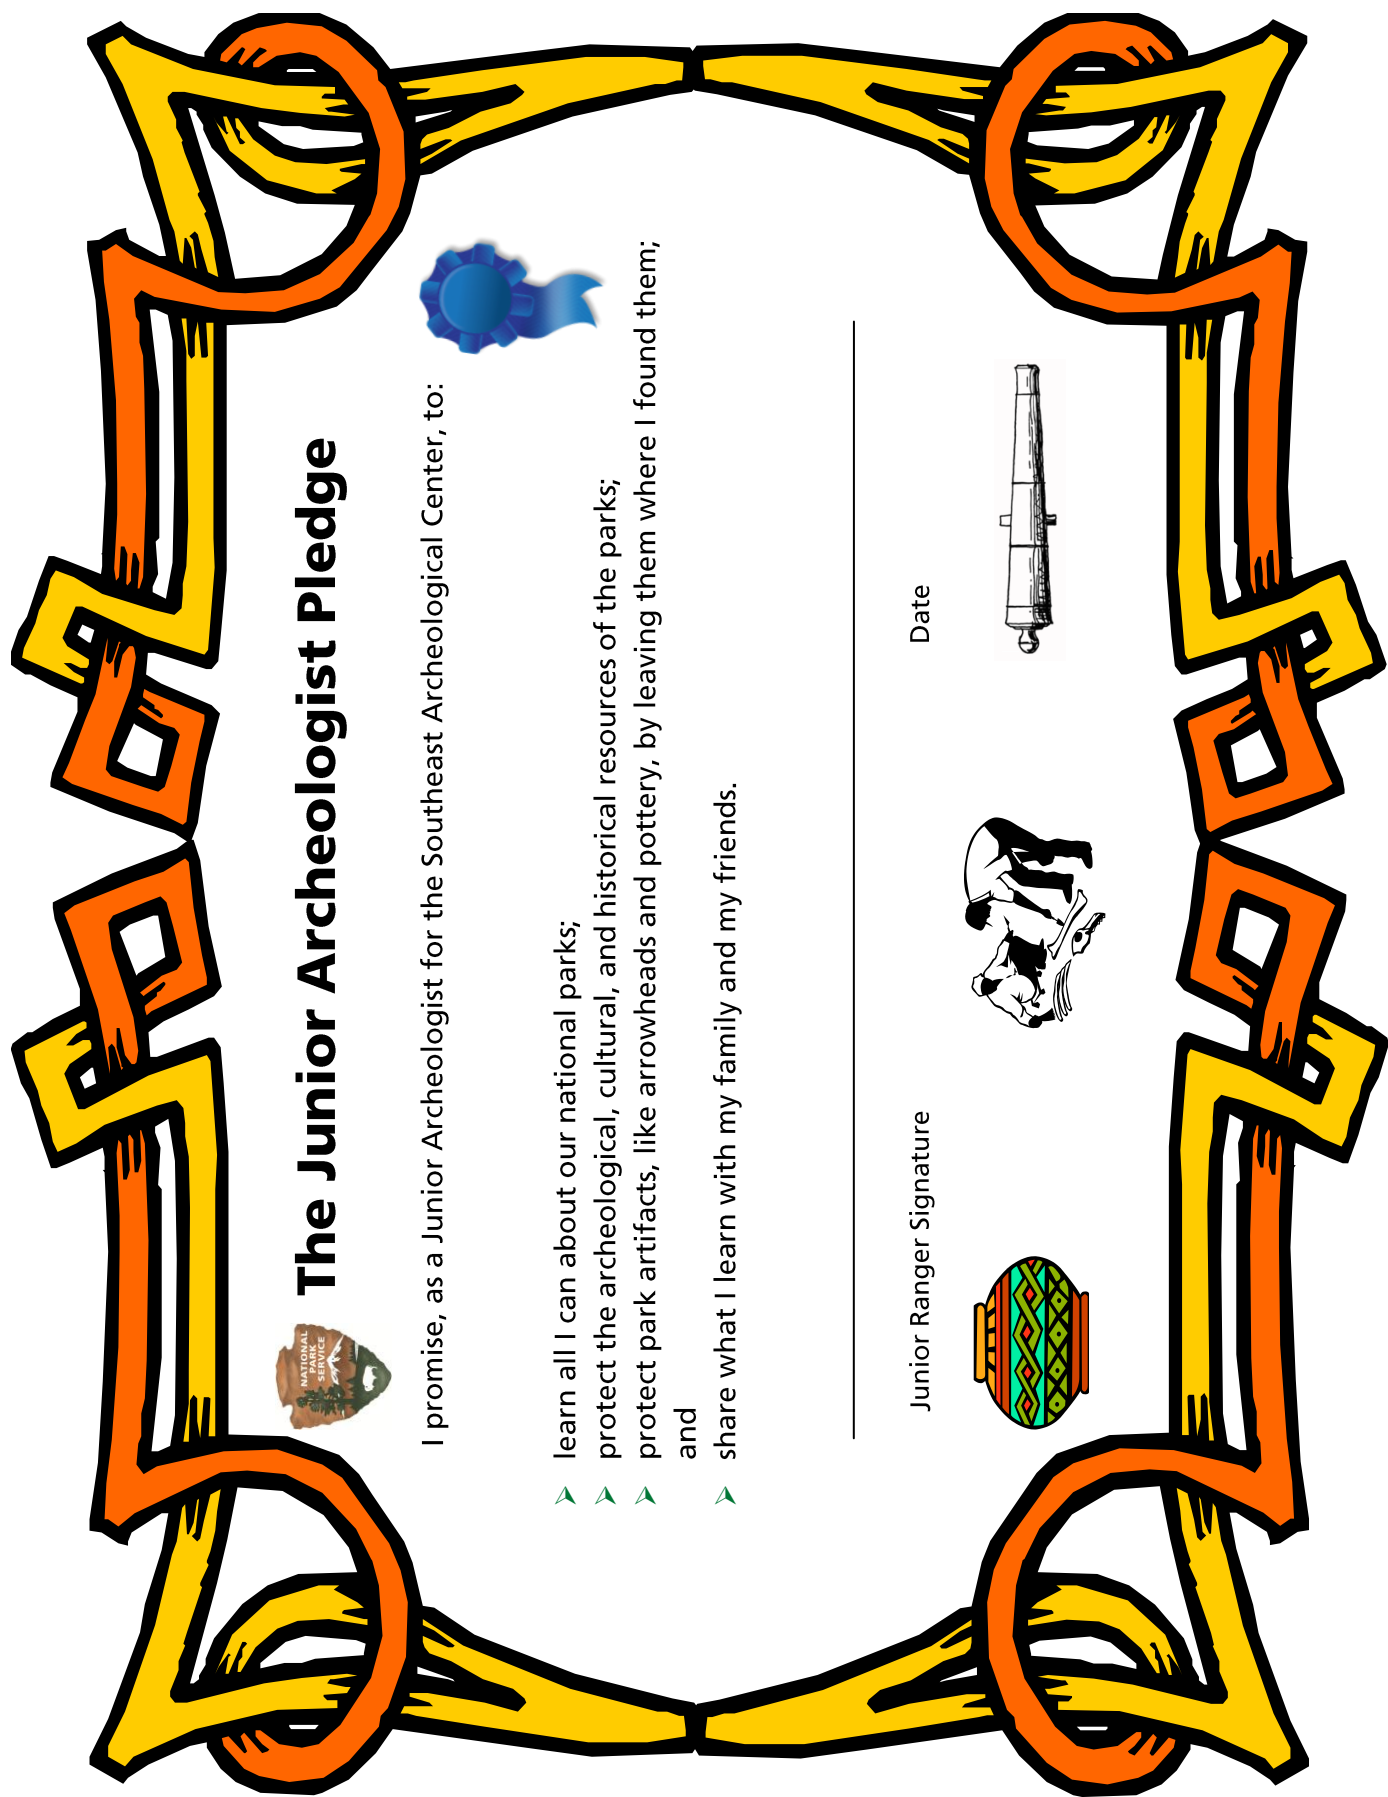 NATIONAL
PARK
SERVICE
The Junior Archeologist Pledge
I promise, as a Junior Archeologist for the Southeast Archeological Center, to:
learn all I can about our national parks;
protect the archeological, cultural, and historical resources of the parks;
protect park artifacts, like arrowheads and pottery, by leaving them where I found them;
and
share what I learn with my family and my friends.
Junior Ranger Signature Date